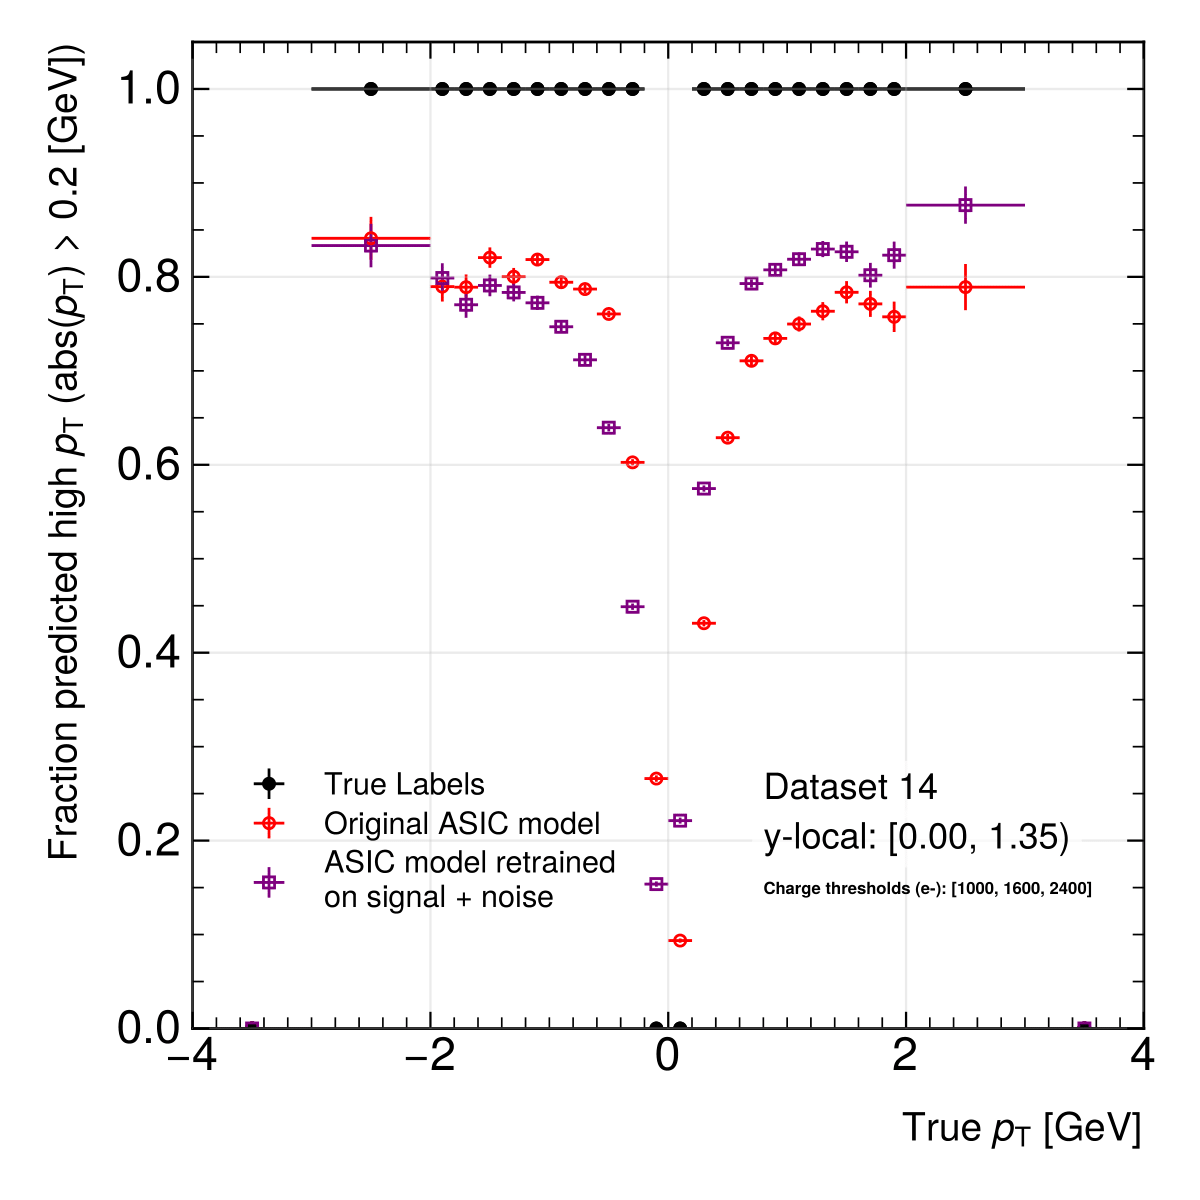 Fraction predicted high pT (abs(pT) > 0.2 [GeV])
1.0
0.8
0.6
0.4
0.2
0.0
True Labels
Original ASIC model
ASIC model retrained
on signal + noise
Dataset 14
y-local: [0.00, 1.35)
Charge thresholds (e-): [1000, 1600, 2400]
−4 −2 0 2 4
True pT [GeV]